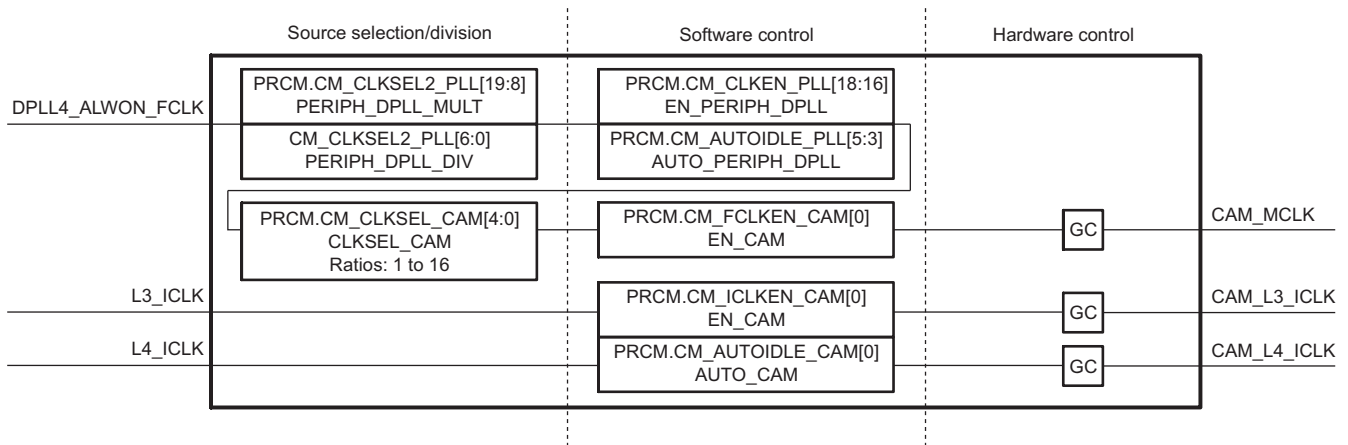 Source selection/division
Software control
Hardware control
PRCM.CM_CLKSEL2_PLL[19:8]
PERIPH_DPLL_MULT
PRCM.CM_CLKEN_PLL[18:16]
EN_PERIPH_DPLL
DPLL4_ALWON_FCLK
CM_CLKSEL2_PLL[6:0]
PERIPH_DPLL_DIV
PRCM.CM_AUTOIDLE_PLL[5:3]
AUTO_PERIPH_DPLL
PRCM.CM_CLKSEL_CAM[4:0]
CLKSEL_CAM
Ratios: 1 to 16
PRCM.CM_FCLKEN_CAM[0]
EN_CAM
GC
CAM_MCLK
L3_ICLK
PRCM.CM_ICLKEN_CAM[0]
EN_CAM
GC
CAM_L3_ICLK
L4_ICLK
PRCM.CM_AUTOIDLE_CAM[0]
AUTO_CAM
GC
CAM_L4_ICLK